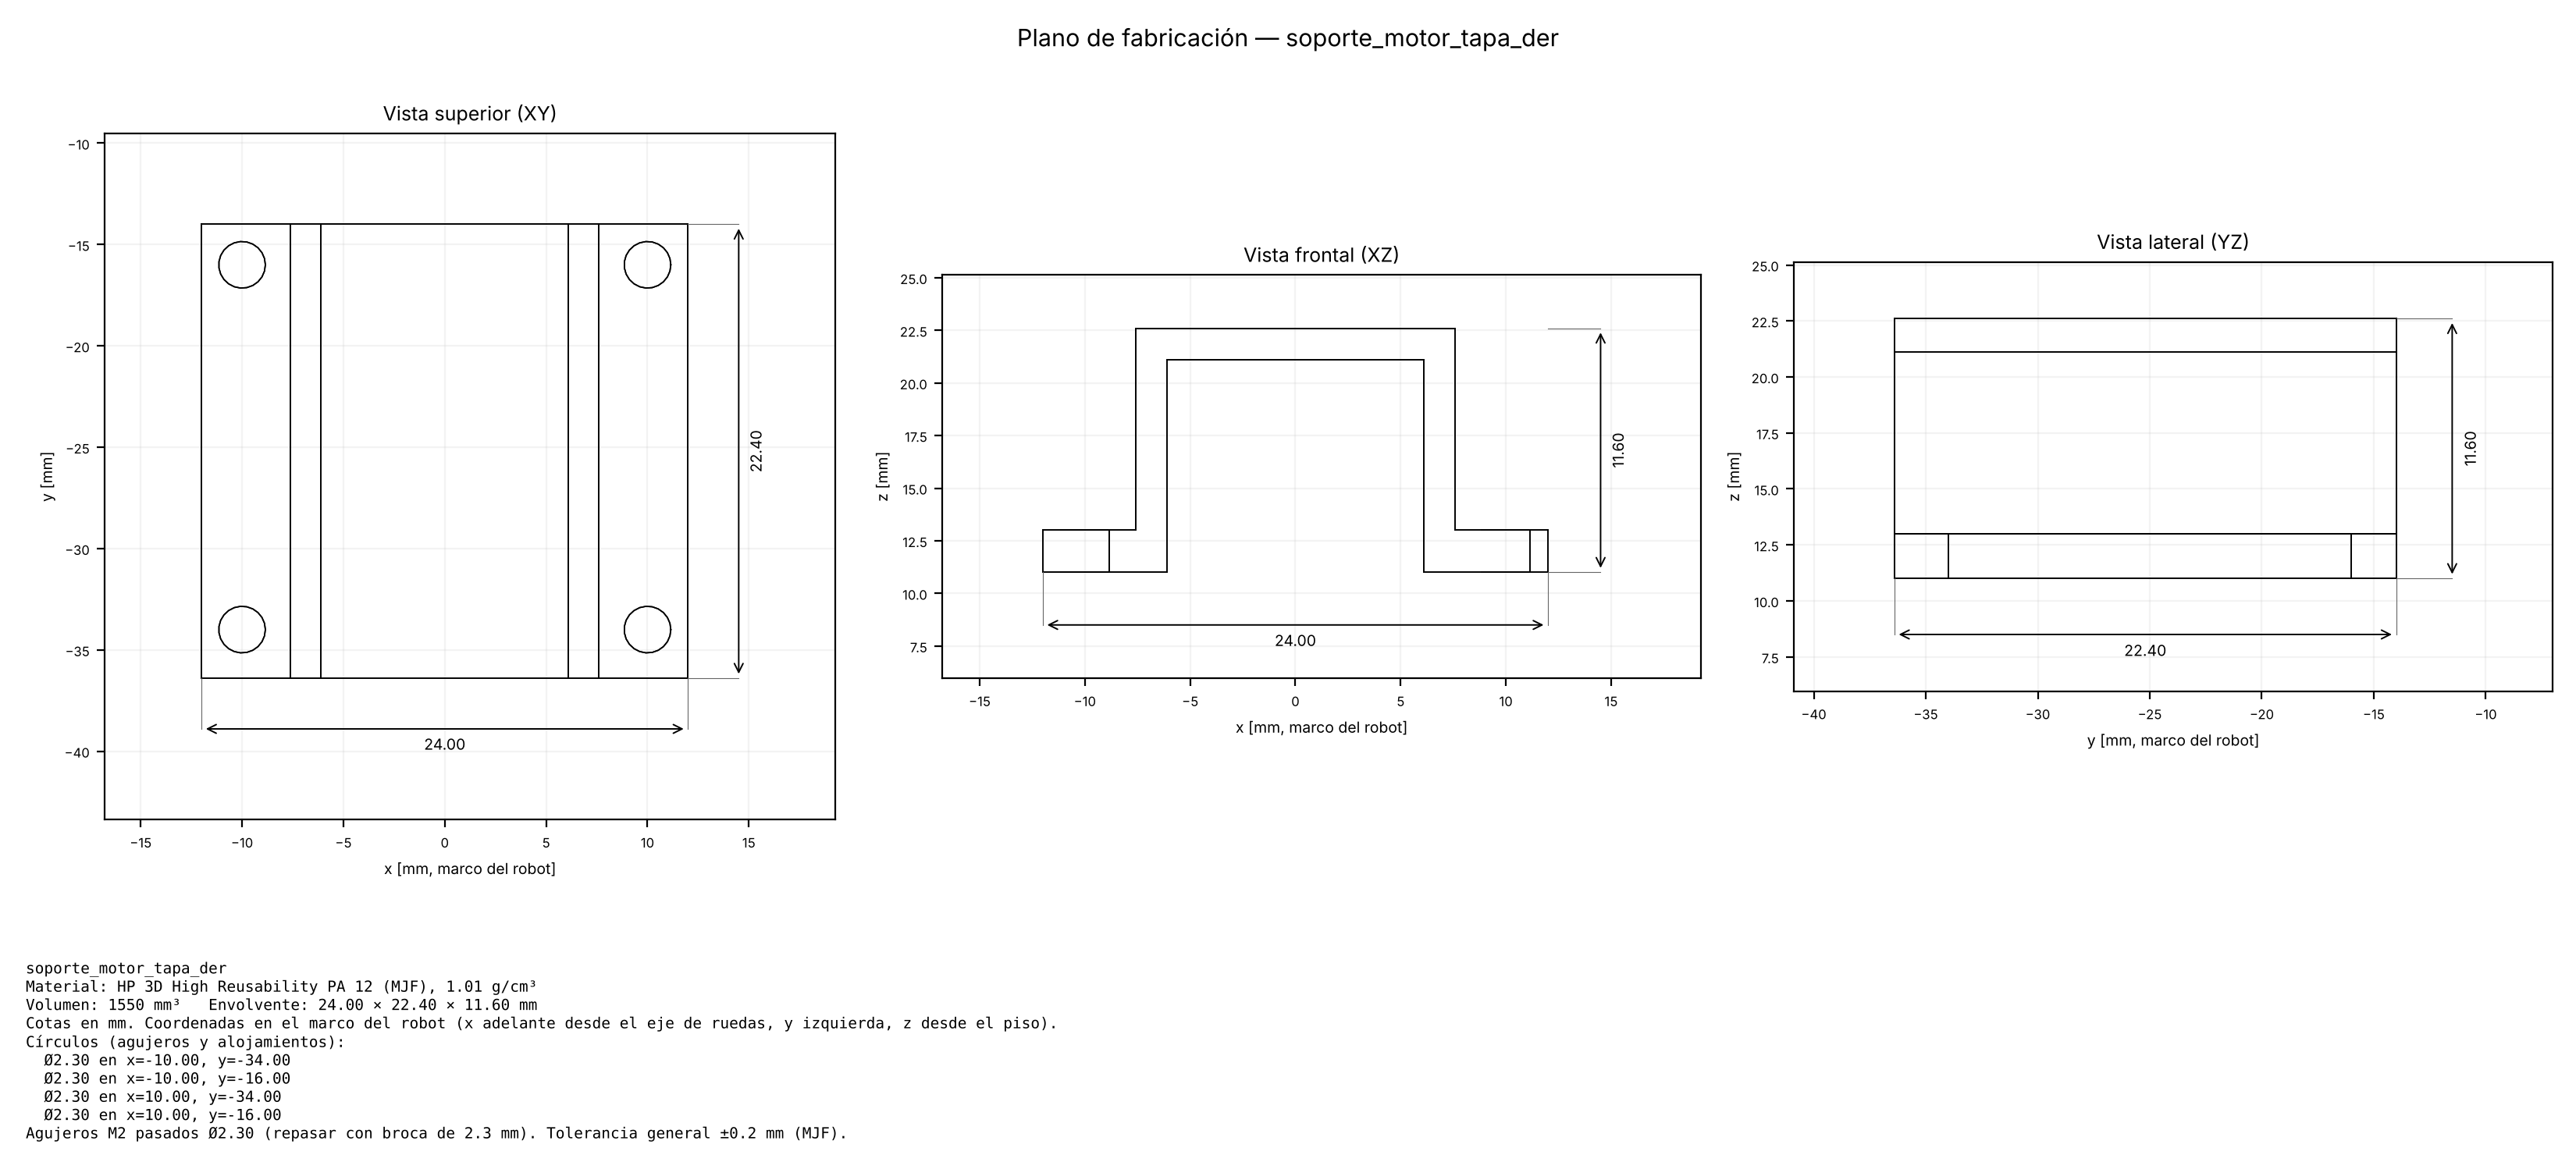 Plano de fabricación — soporte_motor_tapa_der
Vista superior (XY)
−10
−15
−20
−25
−30
−35
−40
y [mm]
22.40
24.00
−15
−10
−5
0
5
10
15
x [mm, marco del robot]
Vista frontal (XZ)
25.0
22.5
20.0
17.5
15.0
12.5
10.0
7.5
z [mm]
11.60
24.00
−15
−10
−5
0
5
10
15
x [mm, marco del robot]
Vista lateral (YZ)
25.0
22.5
20.0
17.5
15.0
12.5
10.0
7.5
z [mm]
11.60
22.40
−40
−35
−30
−25
−20
−15
−10
y [mm, marco del robot]
soporte_motor_tapa_der
Material: HP 3D High Reusability PA 12 (MJF), 1.01 g/cm³
Volumen: 1550 mm³   Envolvente: 24.00 × 22.40 × 11.60 mm
Cotas en mm. Coordenadas en el marco del robot (x adelante desde el eje de ruedas, y izquierda, z desde el piso).
Círculos (agujeros y alojamientos):
Ø2.30 en x=-10.00, y=-34.00
Ø2.30 en x=-10.00, y=-16.00
Ø2.30 en x=10.00, y=-34.00
Ø2.30 en x=10.00, y=-16.00
Agujeros M2 pasados Ø2.30 (repasar con broca de 2.3 mm). Tolerancia general ±0.2 mm (MJF).